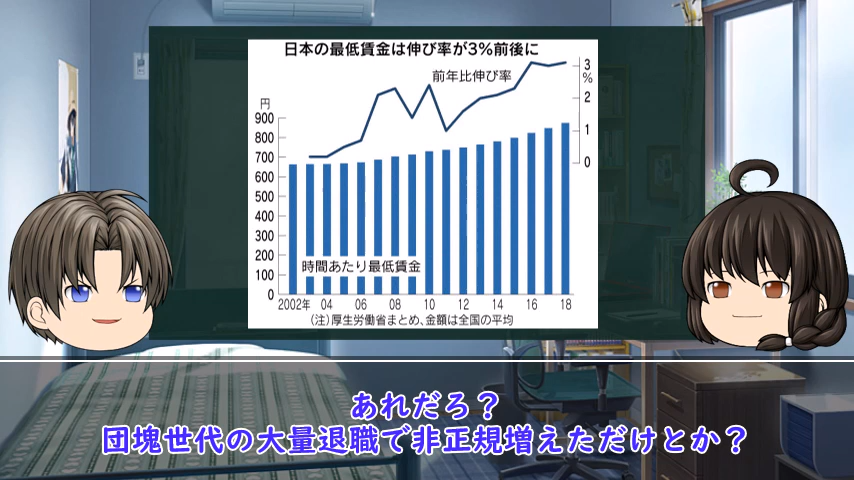 日本の最低賃金は伸び率が3%前後に
前年比伸び率
円
900
800
700
600
500
400
300
200
100
0
3
%
2
1
0
時間あたり最低賃金
2002年 04 06 08 10 12 14 16 18
(注)厚生労働省まとめ、金額は全国の平均
あれだろ?
団塊世代の大量退職で非正規増えただけとか?